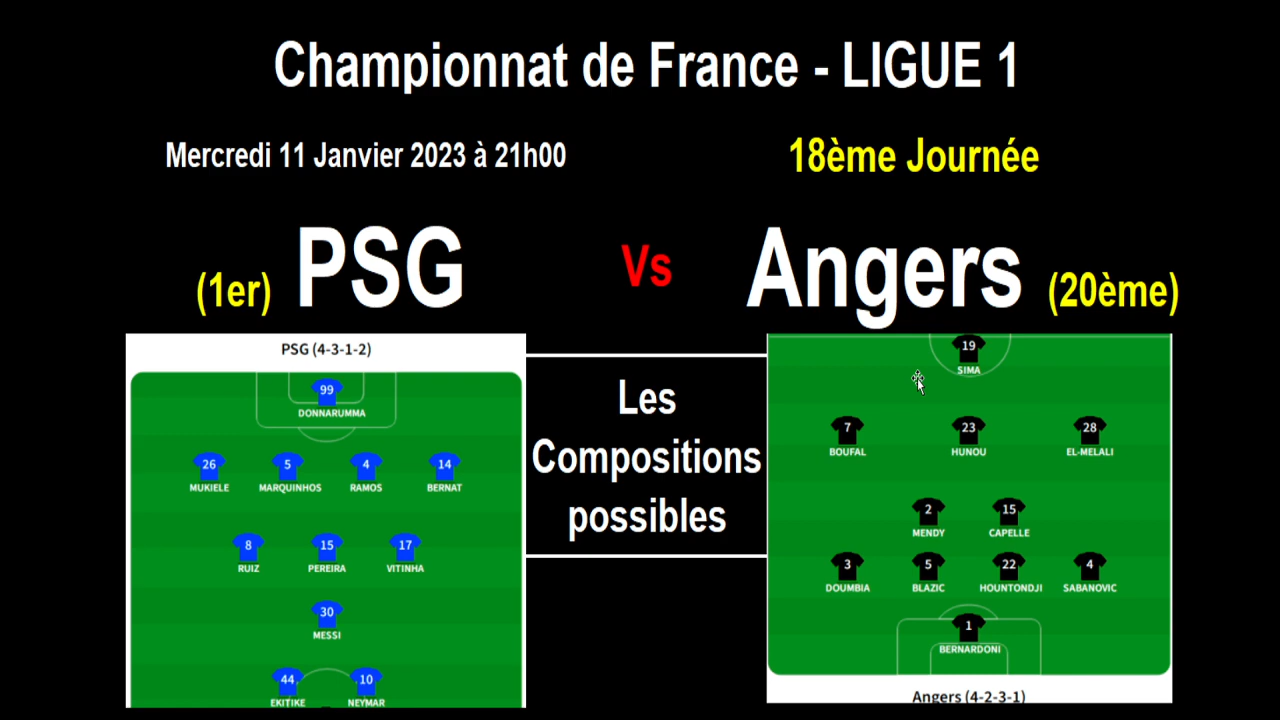 Championnat de France - LIGUE 1
Mercredi 11 Janvier 2023 à 21h00
18ème Journée
(1er) PSG Vs Angers (20ème)
PSG (4-3-1-2)
99
DONNARUMMA
26 5 4 14
MUKIELE MARQUINHOS RAMOS BERNAT
8 15 17
RUIZ PEREIRA VITINHA
30
MESSI
44 10
EKITIKE NEYMAR
Les
Compositions
possibles
19
SIMA
7 23 28
BOUFAL HUNOU EL-MELALI
2 15
MENDY CAPELLE
3 5 22 4
DOUMBIA BLAZIC HOUNTONDJI SABANOVIC
1
BERNARDONI
Angers (4-2-3-1)